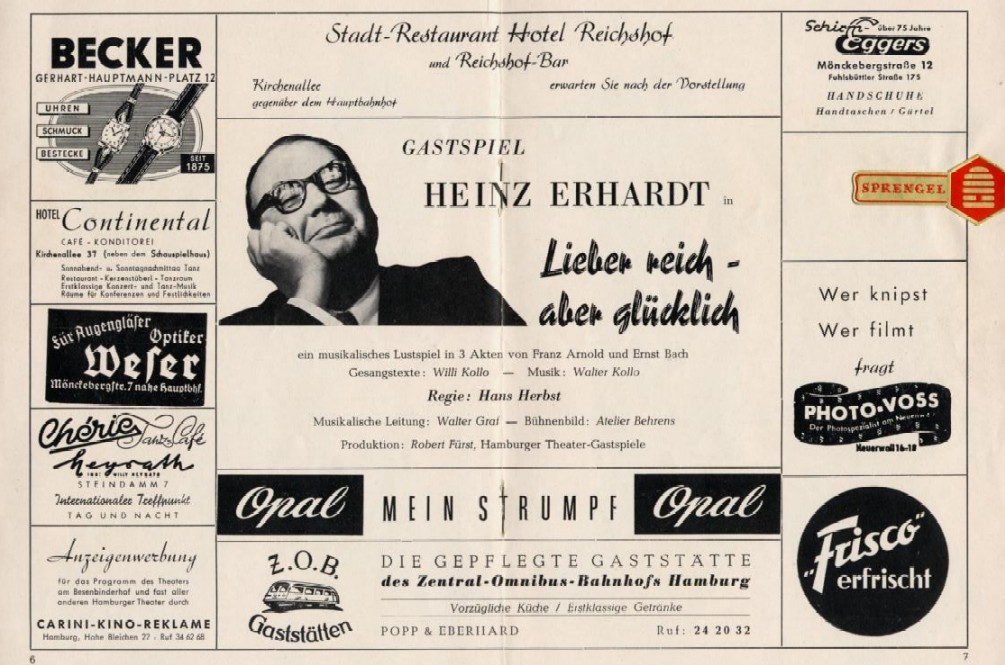 BECKER
GERHART-HAUPTMANN-PLATZ 12
UHREN
SCHMUCK
BESTECKE
SEIT
1875
HOTEL Continental
CAFÉ - KONDITOREI
Kirchenallee 37 (neben dem Schauspielhaus)
Sonnabend- u. Sonntagnachmittag Tanz
Restaurant - Kerzenstüberl - Tanzraum
Erstklassige Konzert- und Tanz-Musik
Räume für Konferenzen und Festlichkeiten
Für Augengläser
Optiker
Weser
Mönckebergstr. 7 nahe Hauptbhf.
Chérie Tanz-Café
heyrath
INH: WILLY HEYRATH
STEINDAMM 7
Internationaler Treffpunkt
TAG UND NACHT
Anzeigenwerbung
für das Programm des Theaters
am Besenbinderhof und fast aller
anderen Hamburger Theater durch
CARINI-KINO-REKLAME
Hamburg, Hohe Bleichen 22 - Ruf 34 62 68
6
Stadt-Restaurant Hotel Reichshof
und Reichshof-Bar
Kirchenallee
gegenüber dem Hauptbahnhof
erwarten Sie nach der Vorstellung
GASTSPIEL
HEINZ ERHARDT in
Lieber reich -
aber glücklich
ein musikalisches Lustspiel in 3 Akten von Franz Arnold und Ernst Bach
Gesangstexte: Willi Kollo — Musik: Walter Kollo
Regie: Hans Herbst
Musikalische Leitung: Walter Graf — Bühnenbild: Atelier Behrens
Produktion: Robert Fürst, Hamburger Theater-Gastspiele
Opal MEIN STRUMPF Opal
Z.O.B.
Gaststätten
DIE GEPFLEGTE GASTSTÄTTE
des Zentral-Omnibus-Bahnhofs Hamburg
Vorzügliche Küche / Erstklassige Getränke
POPP & EBERHARD Ruf: 24 20 32
Schirm- über 75 Jahre
Eggers
Mönckebergstraße 12
Fuhlsbüttler Straße 175
HANDSCHUHE
Handtaschen / Gürtel
SPRENGEL
Wer knipst
Wer filmt
fragt
PHOTO-VOSS
Der Photospezialist am Neuerwall
Neuerwall 16-18
„Frisco"
erfrischt
7